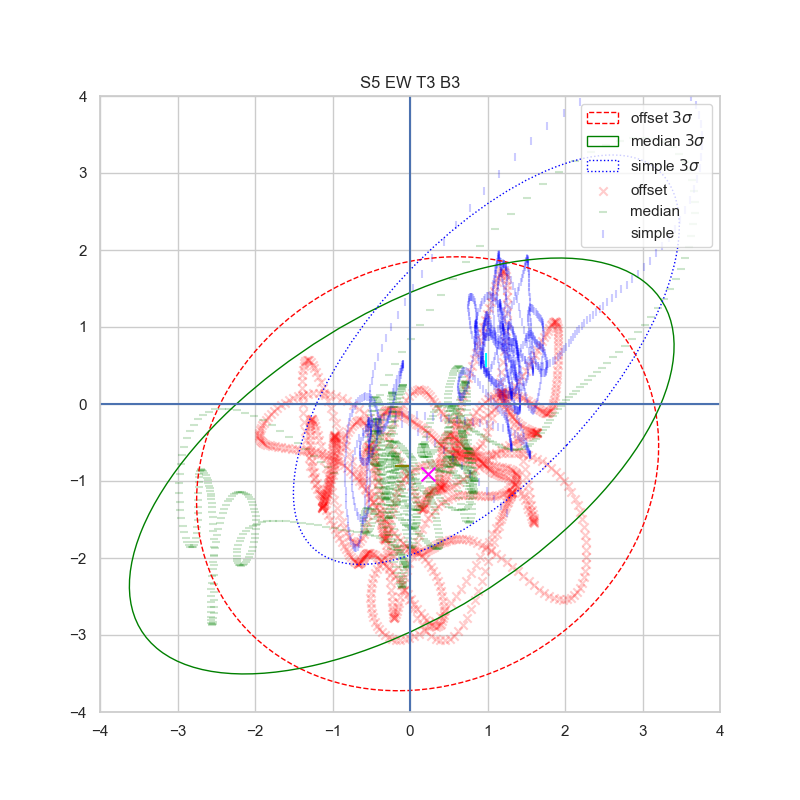 S5 EW T3 B3
offset 3σ
median 3σ
simple 3σ
offset
median
simple
4
3
2
1
0
−1
−2
−3
−4
−4 −3 −2 −1 0 1 2 3 4